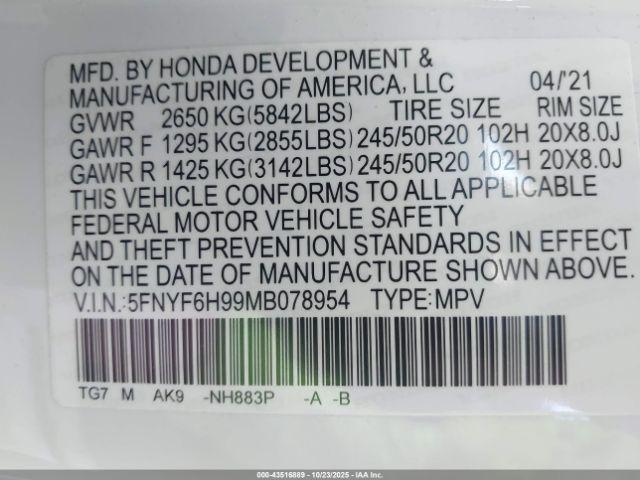 MFD. BY HONDA DEVELOPMENT &
MANUFACTURING OF AMERICA, LLC 04/'21
GVWR 2650 KG(5842LBS) TIRE SIZE RIM SIZE
GAWR F 1295 KG(2855LBS) 245/50R20 102H 20X8.0J
GAWR R 1425 KG(3142LBS) 245/50R20 102H 20X8.0J
THIS VEHICLE CONFORMS TO ALL APPLICABLE
FEDERAL MOTOR VEHICLE SAFETY
AND THEFT PREVENTION STANDARDS IN EFFECT
ON THE DATE OF MANUFACTURE SHOWN ABOVE.
V.I.N.:5FNYF6H99MB078954 TYPE:MPV
TG7 M AK9 -NH883P -A -B
000-43516889 - 10/23/2025 - IAAI, Inc.